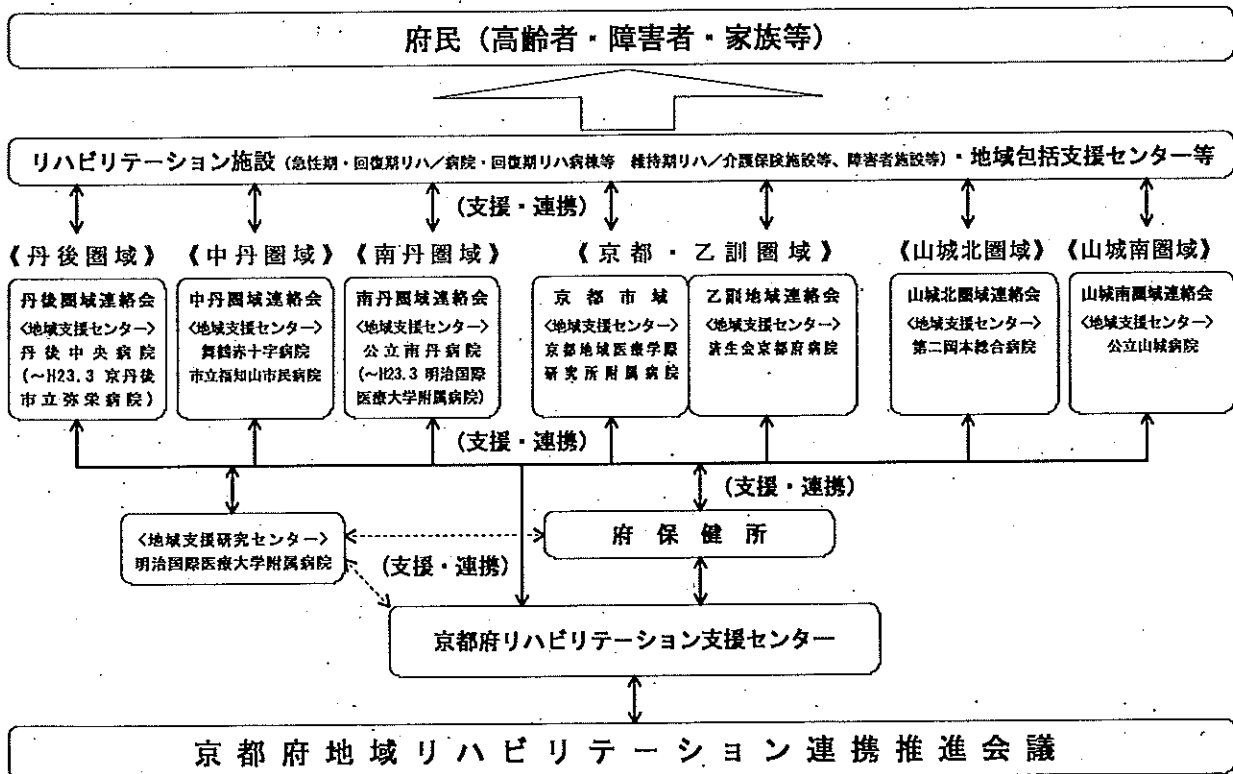 府民（高齢者・障害者・家族等）
リハビリテーション施設（急性期・回復期リハ／病院・回復期リハ病棟等　維持期リハ／介護保険施設等、障害者施設等）・地域包括支援センター等
（支援・連携）
《丹後圏域》
《中丹圏域》
《南丹圏域》
《京都・乙訓圏域》
《山城北圏域》
《山城南圏域》
丹後圏域連絡会
<地域支援センター>
丹後中央病院
（～H23.3 京丹後
市立弥栄病院）
中丹圏域連絡会
<地域支援センター>
舞鶴赤十字病院
市立福知山市民病院
南丹圏域連絡会
<地域支援センター>
公立南丹病院
（～H23.3 明治国際
医療大学附属病院）
京都市域
<地域支援センター>
京都地域医療学際
研究所附属病院
乙訓地域連絡会
<地域支援センター>
済生会京都府病院
山城北圏域連絡会
<地域支援センター>
第二岡本総合病院
山城南圏域連絡会
<地域支援センター>
公立山城病院
（支援・連携）
（支援・連携）
<地域支援研究センター>
明治国際医療大学附属病院
府保健所
（支援・連携）
京都府リハビリテーション支援センター
京都府地域リハビリテーション連携推進会議